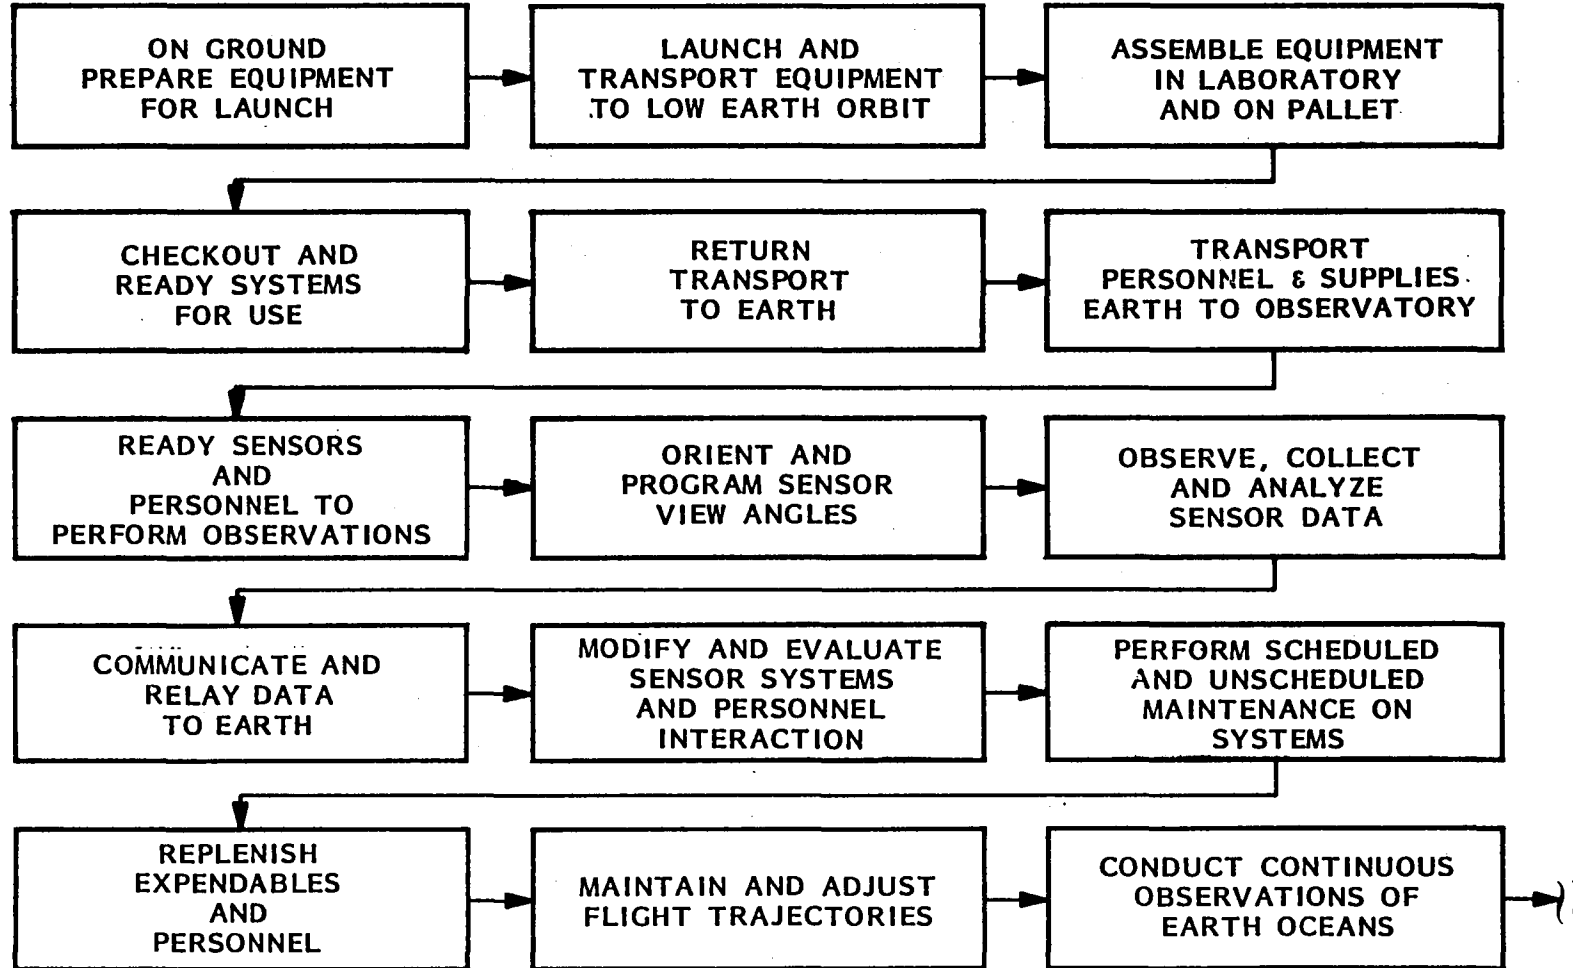 ON GROUND
PREPARE EQUIPMENT
FOR LAUNCH
LAUNCH AND
TRANSPORT EQUIPMENT
TO LOW EARTH ORBIT
ASSEMBLE EQUIPMENT
IN LABORATORY
AND ON PALLET
CHECKOUT AND
READY SYSTEMS
FOR USE
RETURN
TRANSPORT
TO EARTH
TRANSPORT
PERSONNEL & SUPPLIES
EARTH TO OBSERVATORY
READY SENSORS
AND
PERSONNEL TO
PERFORM OBSERVATIONS
ORIENT AND
PROGRAM SENSOR
VIEW ANGLES
OBSERVE, COLLECT
AND ANALYZE
SENSOR DATA
COMMUNICATE AND
RELAY DATA
TO EARTH
MODIFY AND EVALUATE
SENSOR SYSTEMS
AND PERSONNEL
INTERACTION
PERFORM SCHEDULED
AND UNSCHEDULED
MAINTENANCE ON
SYSTEMS
REPLENISH
EXPENDABLES
AND
PERSONNEL
MAINTAIN AND ADJUST
FLIGHT TRAJECTORIES
CONDUCT CONTINUOUS
OBSERVATIONS OF
EARTH OCEANS